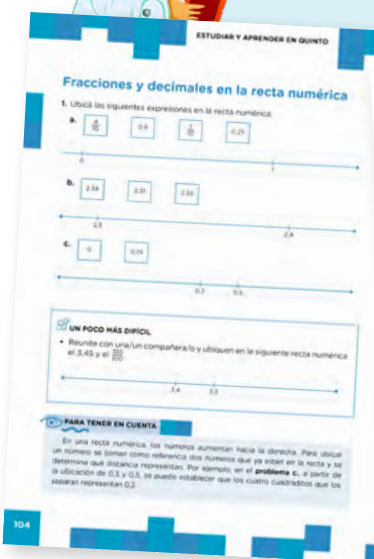 ESTUDIAR Y APRENDER EN QUINTO
Fracciones y decimales en la recta numérica
1. Ubicá las siguientes expresiones en la recta numérica.
a. 0,9 0,25
0 1
b.
2,3 2,4
c. 0 0,25
0,3 0,5
UN POCO MÁS DIFÍCIL
• Reunite con una/un compañera/o y ubiquen en la siguiente recta numérica
el 3,45 y el
3,4 3,5
PARA TENER EN CUENTA
En una recta numérica, los números aumentan hacia la derecha. Para ubicar
un número se toman como referencia dos números que ya están en la recta y se
determina qué distancia representan. Por ejemplo, en el problema c., a partir de
la ubicación de 0,3 y 0,5, se puede establecer que los cuatro cuadraditos que los
separan representan 0,2.
104